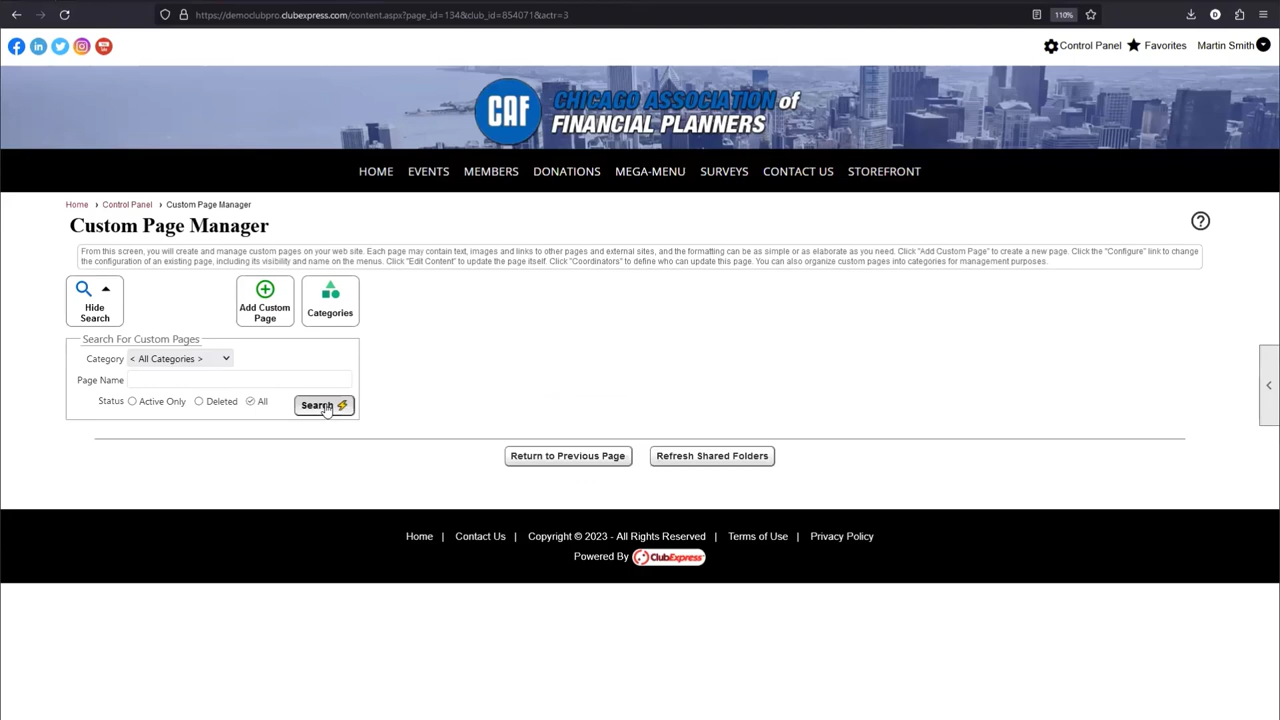 https://democlubpro.clubexpress.com/content.aspx?page_id=134&club_id=854071&actr=3
110%
Control Panel
Favorites
Martin Smith
CAF
CHICAGO ASSOCIATION of
FINANCIAL PLANNERS
HOME
EVENTS
MEMBERS
DONATIONS
MEGA-MENU
SURVEYS
CONTACT US
STOREFRONT
Home › Control Panel › Custom Page Manager
Custom Page Manager
From this screen, you will create and manage custom pages on your web site. Each page may contain text, images and links to other pages and external sites, and the formatting can be as simple or as elaborate as you need. Click "Add Custom Page" to create a new page. Click the "Configure" link to change
the configuration of an existing page, including its visibility and name on the menus. Click "Edit Content" to update the page itself. Click "Coordinators" to define who can update this page. You can also organize custom pages into categories for management purposes.
Hide
Search
Add Custom
Page
Categories
Search For Custom Pages
Category < All Categories >
Page Name
Status Active Only Deleted All
Search
Return to Previous Page
Refresh Shared Folders
Home | Contact Us | Copyright © 2023 - All Rights Reserved | Terms of Use | Privacy Policy
Powered By ClubExpress